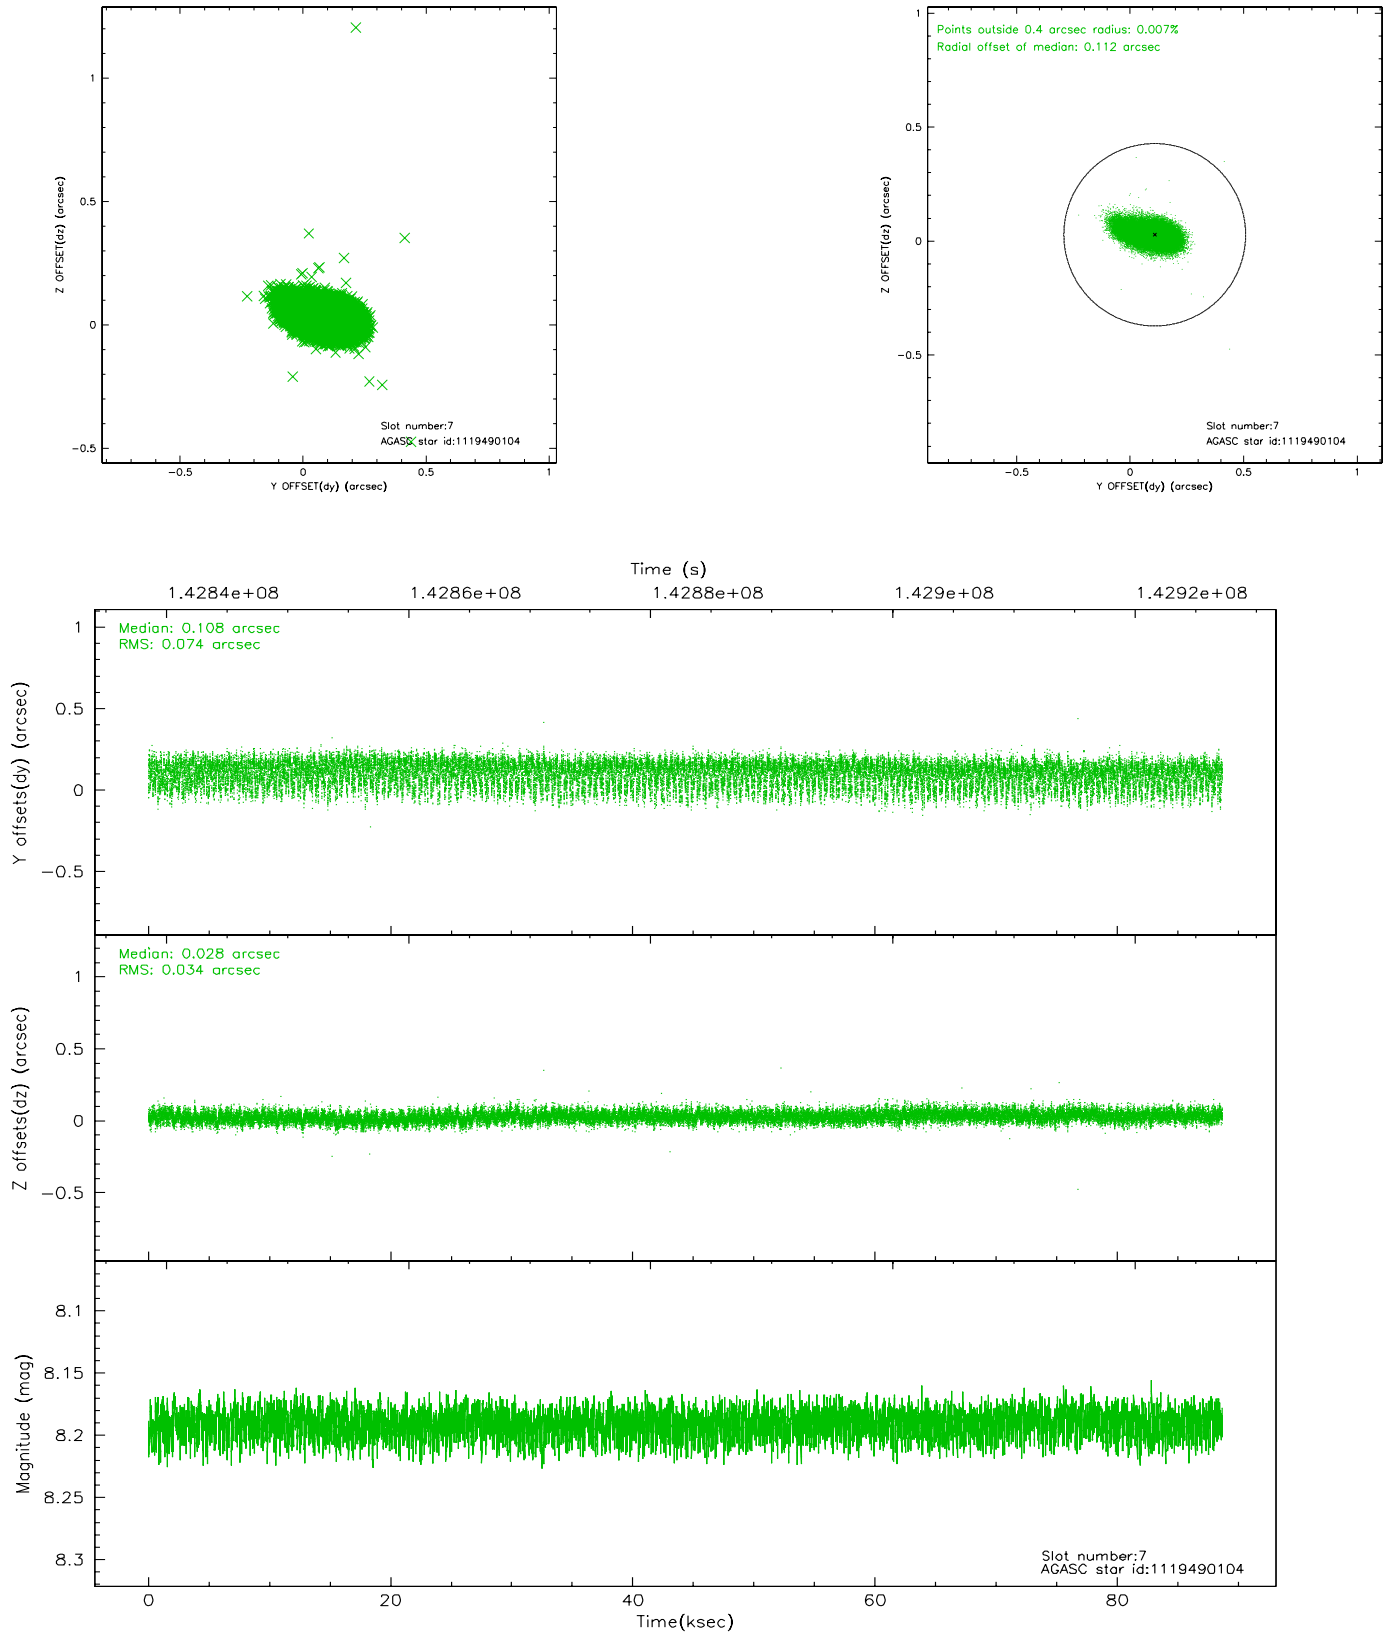 1
0.5
0
−0.5
Z OFFSET(dz) (arcsec)
Slot number:7
AGASC star id:1119490104
−0.5
0
0.5
1
Y OFFSET(dy) (arcsec)
Points outside 0.4 arcsec radius: 0.007%
Radial offset of median: 0.112 arcsec
1
0.5
0
−0.5
Z OFFSET(dz) (arcsec)
Slot number:7
AGASC star id:1119490104
−0.5
0
0.5
1
Y OFFSET(dy) (arcsec)
Time (s)
1.4284e+08
1.4286e+08
1.4288e+08
1.429e+08
1.4292e+08
Median: 0.108 arcsec
RMS: 0.074 arcsec
1
0.5
0
−0.5
Y offsets(dy) (arcsec)
Median: 0.028 arcsec
RMS: 0.034 arcsec
1
0.5
0
−0.5
Z offsets(dz) (arcsec)
8.1
8.15
8.2
8.25
8.3
Magnitude (mag)
Slot number:7
AGASC star id:1119490104
0
20
40
60
80
Time(ksec)